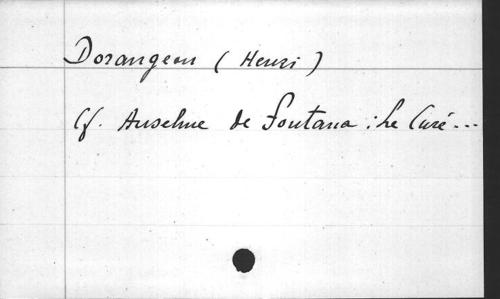 Dorangeon (Henri)
Cf. Anselme de Fontana : Le Curé...